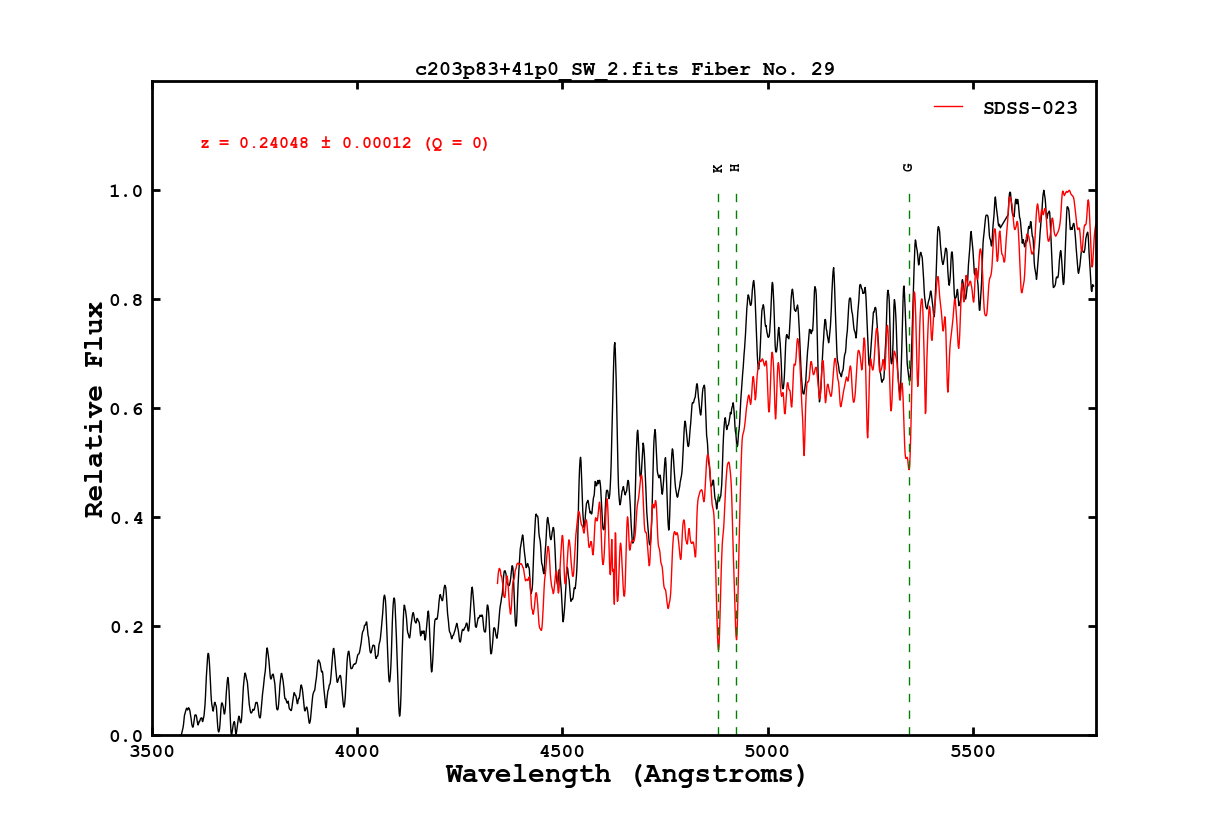 c203p83+41p0_SW_2.fits Fiber No. 29
SDSS-023
z = 0.24048 ± 0.00012 (Q = 0)
K
H
G
1.0
0.8
0.6
0.4
0.2
0.0
Relative Flux
3500
4000
4500
5000
5500
Wavelength (Angstroms)